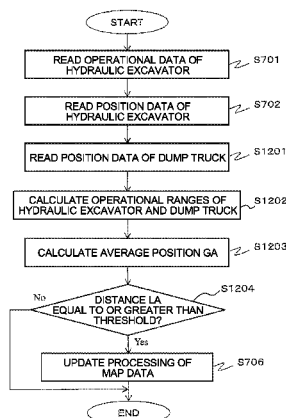 START
READ OPERATIONAL DATA OF
HYDRAULIC EXCAVATOR
S701
READ POSITION DATA OF
HYDRAULIC EXCAVATOR
S702
READ POSITION DATA OF DUMP TRUCK
S1201
CALCULATE OPERATIONAL RANGES OF
HYDRAULIC EXCAVATOR AND DUMP TRUCK
S1202
CALCULATE AVERAGE POSITION GA
S1203
DISTANCE LA
EQUAL TO OR GREATER THAN
THRESHOLD?
S1204
No
Yes
UPDATE PROCESSING OF
MAP DATA
S706
END